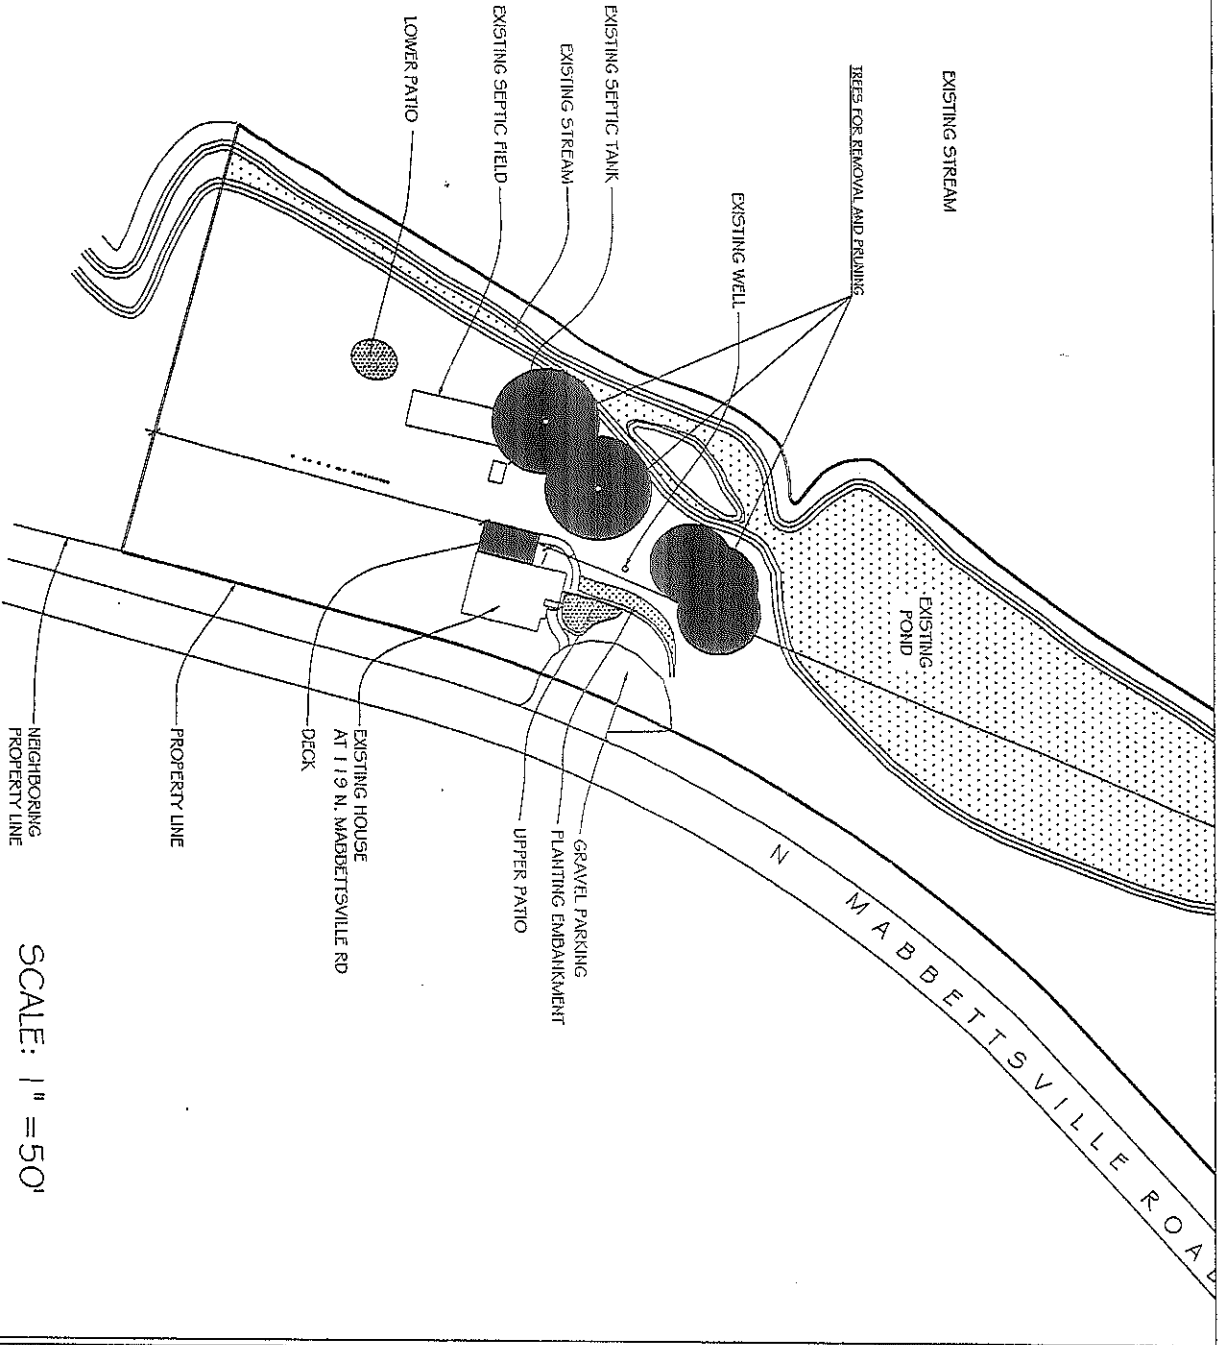 EXISTING STREAM
TREES FOR REMOVAL AND PRUNING
EXISTING WELL
EXISTING SEPTIC TANK
EXISTING STREAM
EXISTING SEPTIC FIELD
LOWER PATIO
EXISTING
POND
N MABBETTSVILLE ROAD
GRAVEL PARKING
PLANTING EMBANKMENT
UPPER PATIO
EXISTING HOUSE
AT 119 N. MABBETTSVILLE RD
DECK
PROPERTY LINE
NEIGHBORING
PROPERTY LINE
SCALE: 1" =50'